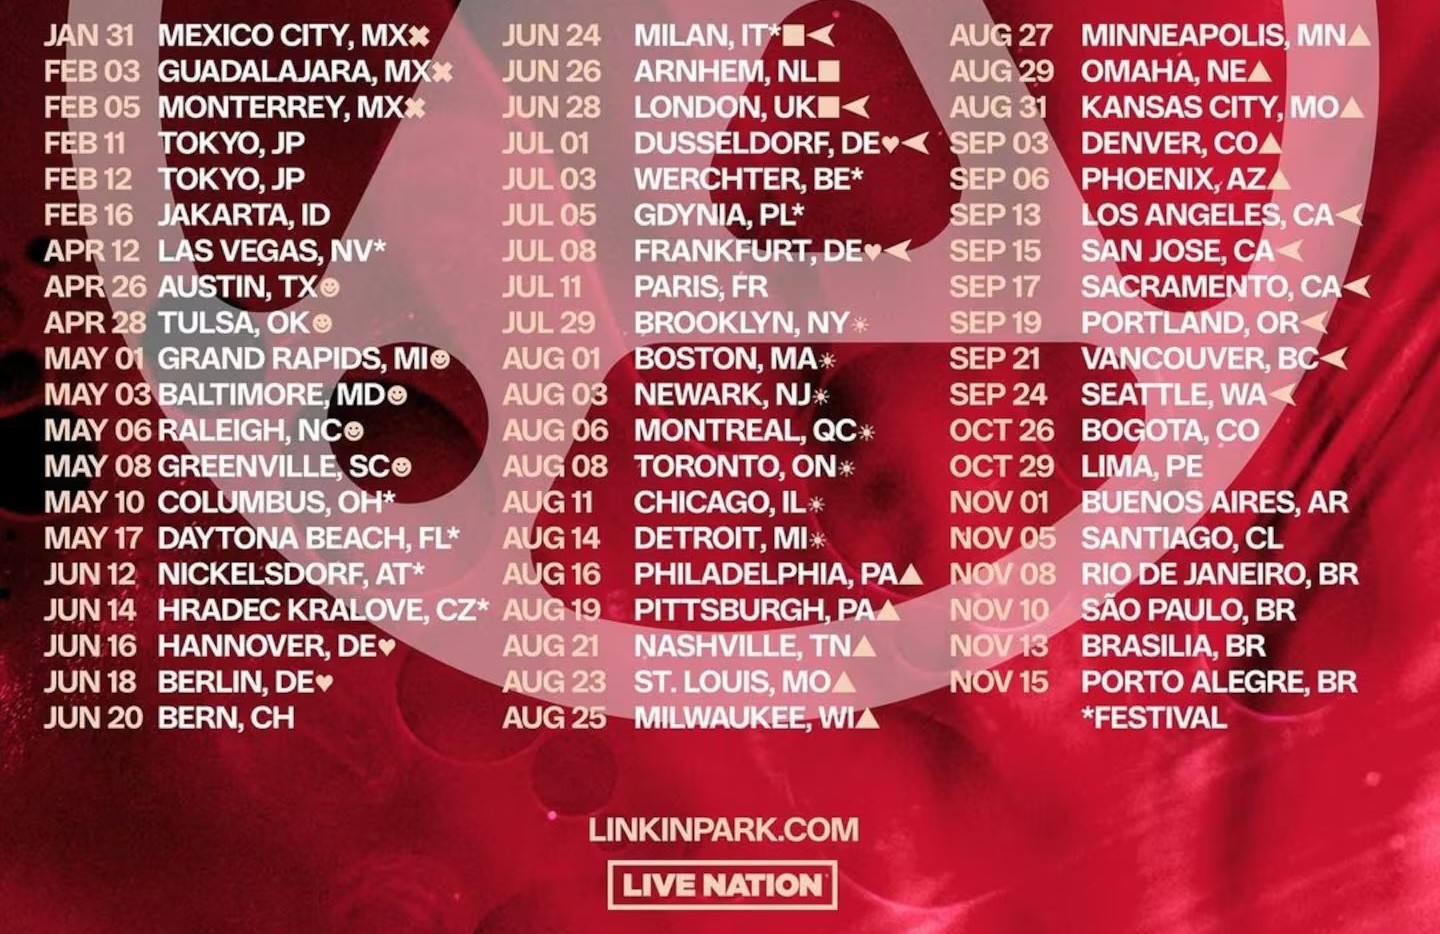 JAN 31 MEXICO CITY, MX✖
FEB 03 GUADALAJARA, MX✖
FEB 05 MONTERREY, MX✖
FEB 11 TOKYO, JP
FEB 12 TOKYO, JP
FEB 16 JAKARTA, ID
APR 12 LAS VEGAS, NV*
APR 26 AUSTIN, TX☻
APR 28 TULSA, OK☻
MAY 01 GRAND RAPIDS, MI☻
MAY 03 BALTIMORE, MD☻
MAY 06 RALEIGH, NC☻
MAY 08 GREENVILLE, SC☻
MAY 10 COLUMBUS, OH*
MAY 17 DAYTONA BEACH, FL*
JUN 12 NICKELSDORF, AT*
JUN 14 HRADEC KRALOVE, CZ*
JUN 16 HANNOVER, DE♥
JUN 18 BERLIN, DE♥
JUN 20 BERN, CH
JUN 24 MILAN, IT*■➤
JUN 26 ARNHEM, NL■
JUN 28 LONDON, UK■➤
JUL 01 DUSSELDORF, DE♥➤
JUL 03 WERCHTER, BE*
JUL 05 GDYNIA, PL*
JUL 08 FRANKFURT, DE♥➤
JUL 11 PARIS, FR
JUL 29 BROOKLYN, NY☀
AUG 01 BOSTON, MA☀
AUG 03 NEWARK, NJ☀
AUG 06 MONTREAL, QC☀
AUG 08 TORONTO, ON☀
AUG 11 CHICAGO, IL☀
AUG 14 DETROIT, MI☀
AUG 16 PHILADELPHIA, PA▲
AUG 19 PITTSBURGH, PA▲
AUG 21 NASHVILLE, TN▲
AUG 23 ST. LOUIS, MO▲
AUG 25 MILWAUKEE, WI▲
AUG 27 MINNEAPOLIS, MN▲
AUG 29 OMAHA, NE▲
AUG 31 KANSAS CITY, MO▲
SEP 03 DENVER, CO▲
SEP 06 PHOENIX, AZ▲
SEP 13 LOS ANGELES, CA➤
SEP 15 SAN JOSE, CA➤
SEP 17 SACRAMENTO, CA➤
SEP 19 PORTLAND, OR➤
SEP 21 VANCOUVER, BC➤
SEP 24 SEATTLE, WA➤
OCT 26 BOGOTA, CO
OCT 29 LIMA, PE
NOV 01 BUENOS AIRES, AR
NOV 05 SANTIAGO, CL
NOV 08 RIO DE JANEIRO, BR
NOV 10 SÃO PAULO, BR
NOV 13 BRASILIA, BR
NOV 15 PORTO ALEGRE, BR
*FESTIVAL
LINKINPARK.COM
LIVE NATION